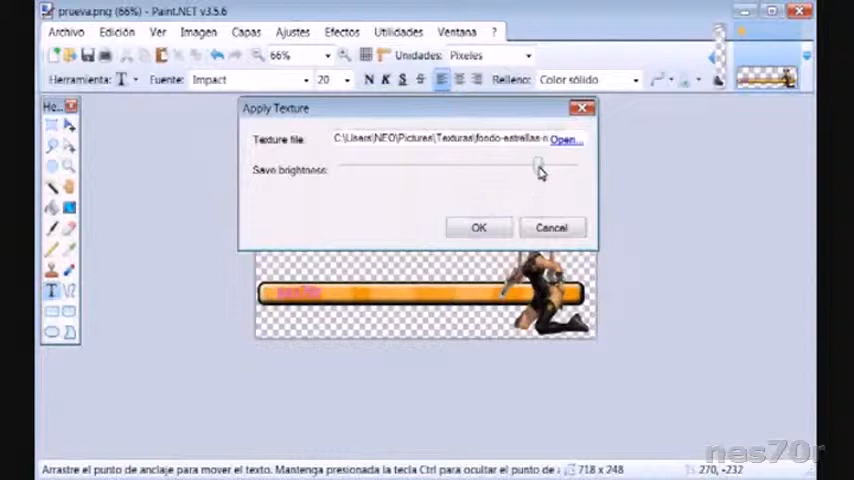 prueva.png (66%) - Paint.NET v3.5.6
Archivo Edición Ver Imagen Capas Ajustes Efectos Utilidades Ventana ?
66% Unidades: Pixeles
Herramienta: T Fuente: Impact 20 N K S S Relleno: Color sólido
He...
Apply Texture
Texture file: C:\Users\NEO\Pictures\Texturas\fondo-estrellas-n Open...
Save brightness:
OK Cancel
nes70r
Arrastre el punto de anclaje para mover el texto. Mantenga presionada la tecla Ctrl para ocultar el punto de 718 x 248 270, -232